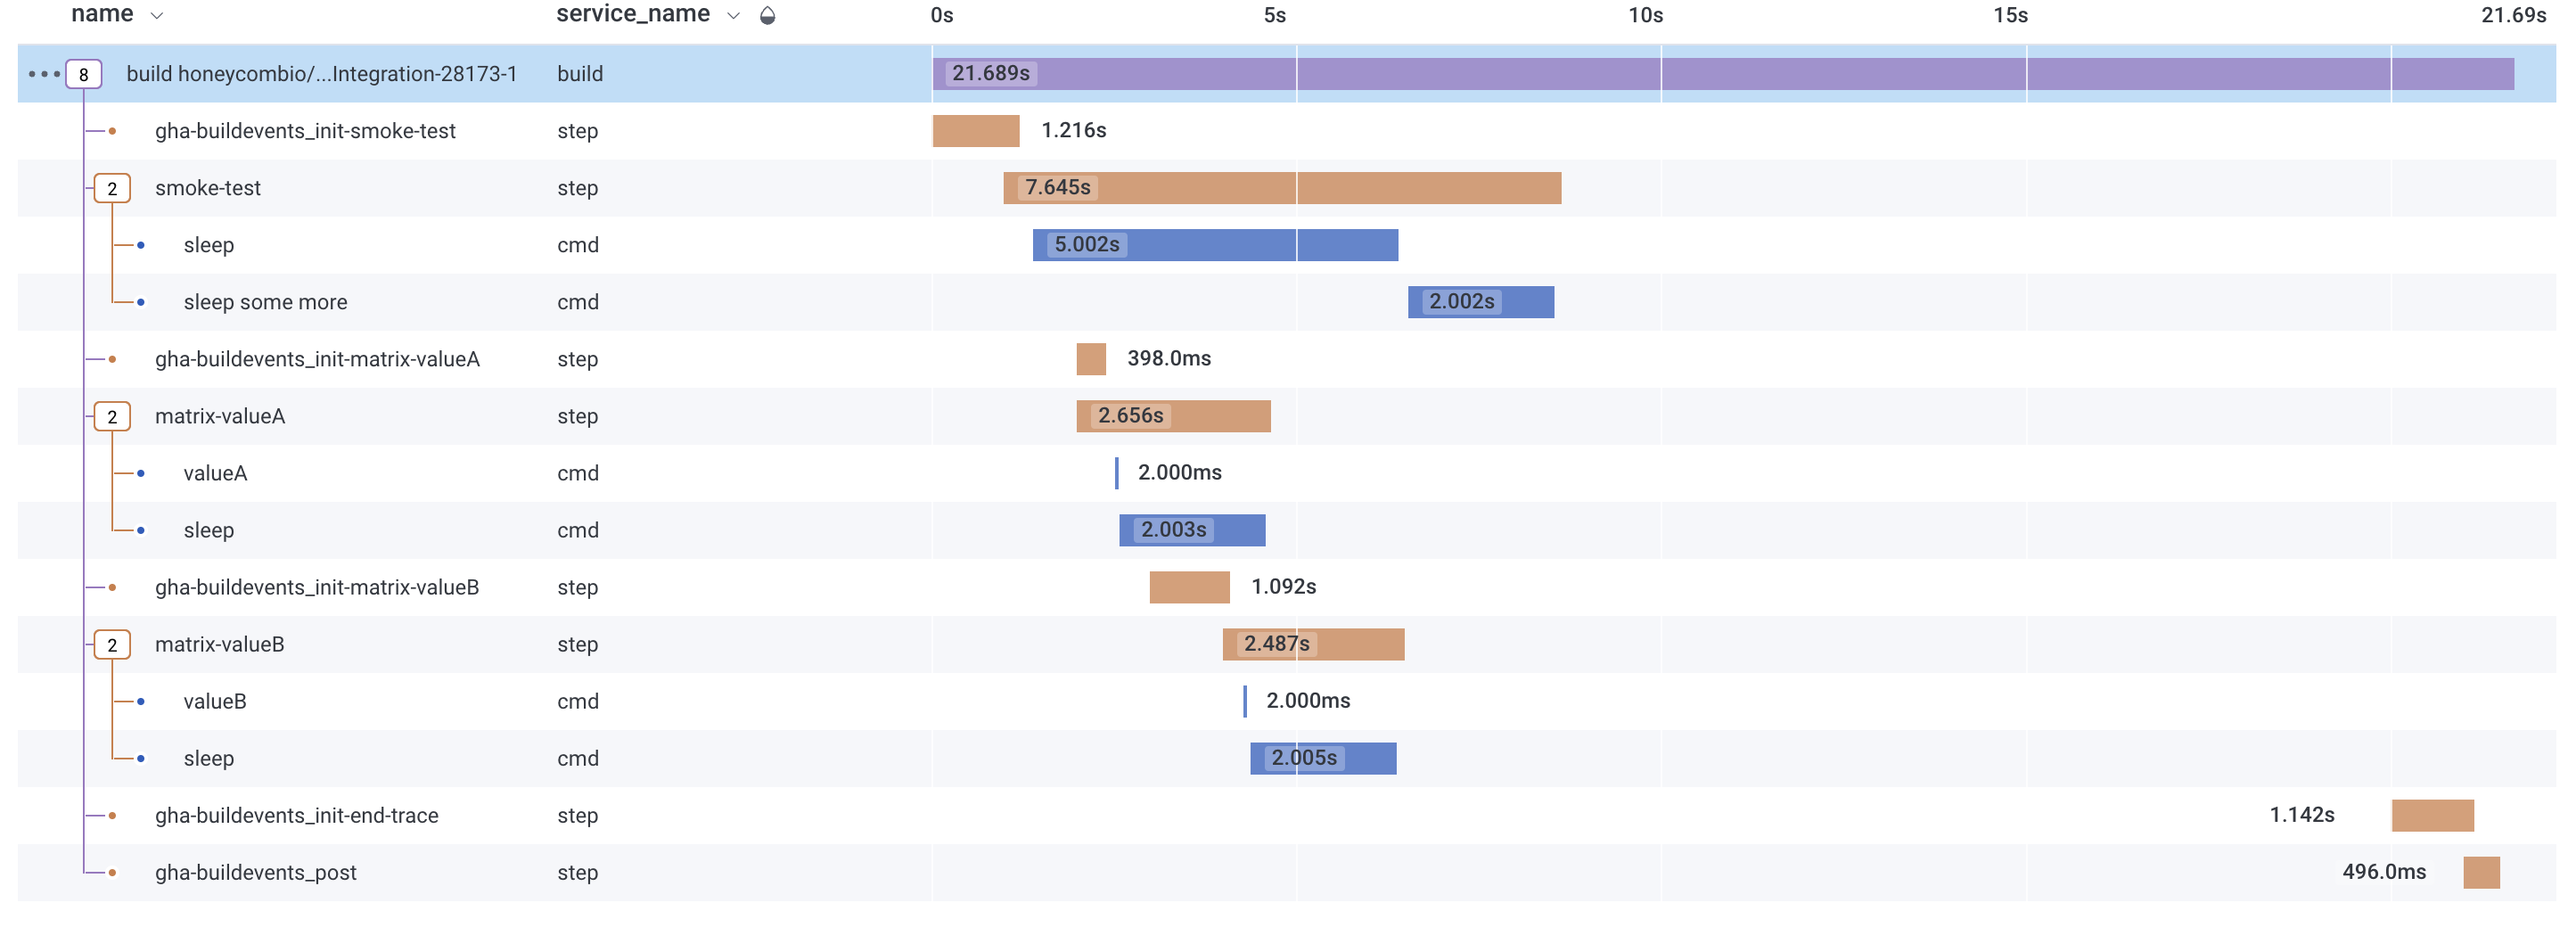 name service_name 0s 5s 10s 15s 21.69s
8 build honeycombio/...Integration-28173-1 build 21.689s
gha-buildevents_init-smoke-test step 1.216s
2 smoke-test step 7.645s
sleep cmd 5.002s
sleep some more cmd 2.002s
gha-buildevents_init-matrix-valueA step 398.0ms
2 matrix-valueA step 2.656s
valueA cmd 2.000ms
sleep cmd 2.003s
gha-buildevents_init-matrix-valueB step 1.092s
2 matrix-valueB step 2.487s
valueB cmd 2.000ms
sleep cmd 2.005s
gha-buildevents_init-end-trace step 1.142s
gha-buildevents_post step 496.0ms